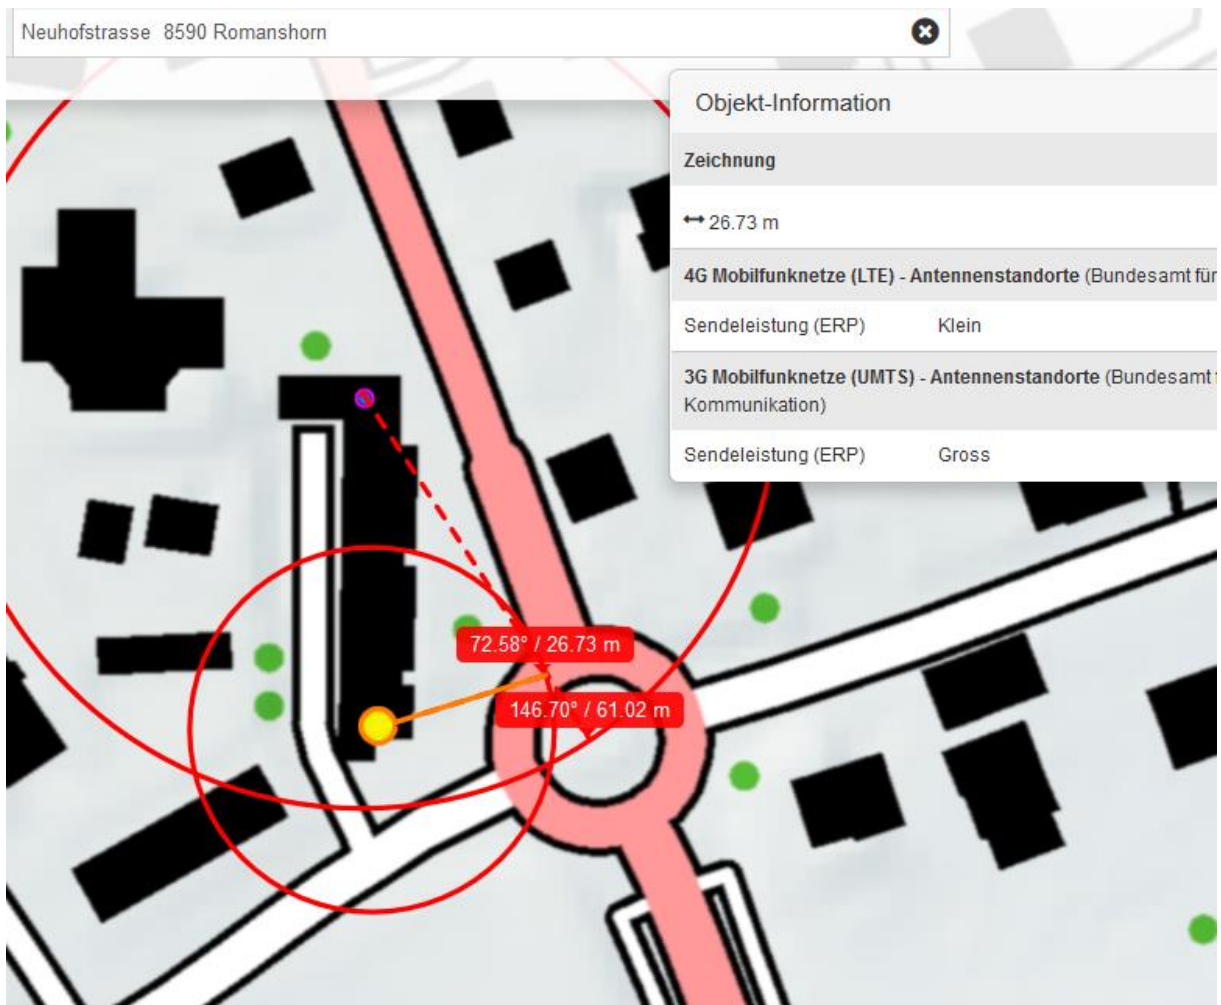 Neuhofstrasse 8590 Romanshorn
Objekt-Information
Zeichnung
26.73 m
4G Mobilfunknetze (LTE) - Antennenstandorte (Bundesamt für
Sendeleistung (ERP) Klein
3G Mobilfunknetze (UMTS) - Antennenstandorte (Bundesamt
Kommunikation)
Sendeleistung (ERP) Gross
72.58° / 26.73 m
146.70° / 61.02 m